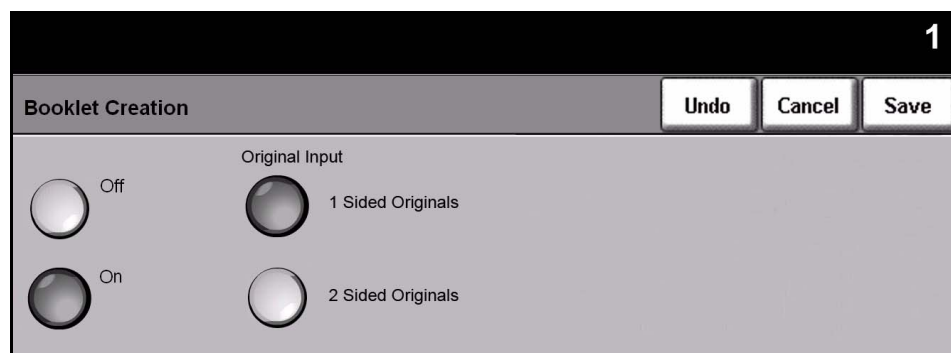 1
Booklet Creation
Undo
Cancel
Save
Original Input
Off
1 Sided Originals
On
2 Sided Originals